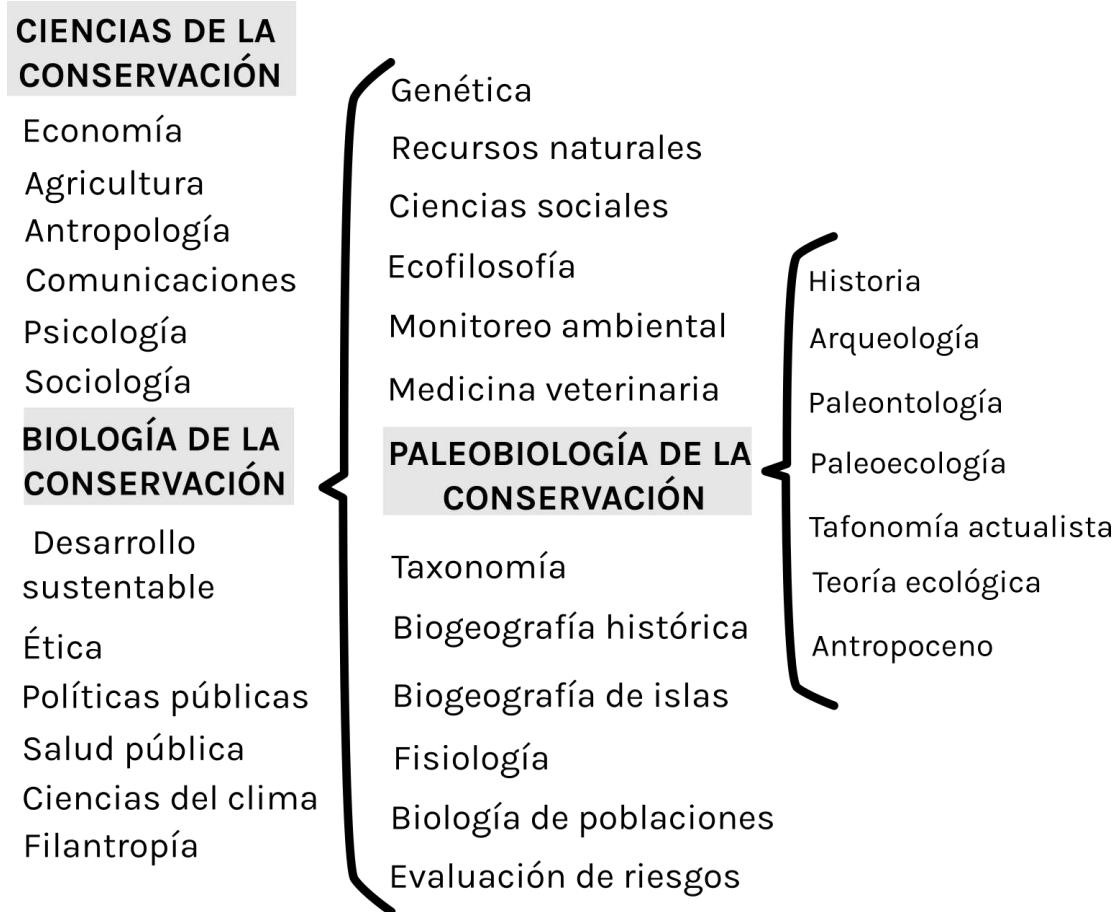 CIENCIAS DE LA
CONSERVACIÓN
Economía
Agricultura
Antropología
Comunicaciones
Psicología
Sociología
BIOLOGÍA DE LA
CONSERVACIÓN
Desarrollo
sustentable
Ética
Políticas públicas
Salud pública
Ciencias del clima
Filantropía
Genética
Recursos naturales
Ciencias sociales
Ecofilosofía
Monitoreo ambiental
Medicina veterinaria
PALEOBIOLOGÍA DE LA
CONSERVACIÓN
Taxonomía
Biogeografía histórica
Biogeografía de islas
Fisiología
Biología de poblaciones
Evaluación de riesgos
Historia
Arqueología
Paleontología
Paleoecología
Tafonomía actualista
Teoría ecológica
Antropoceno